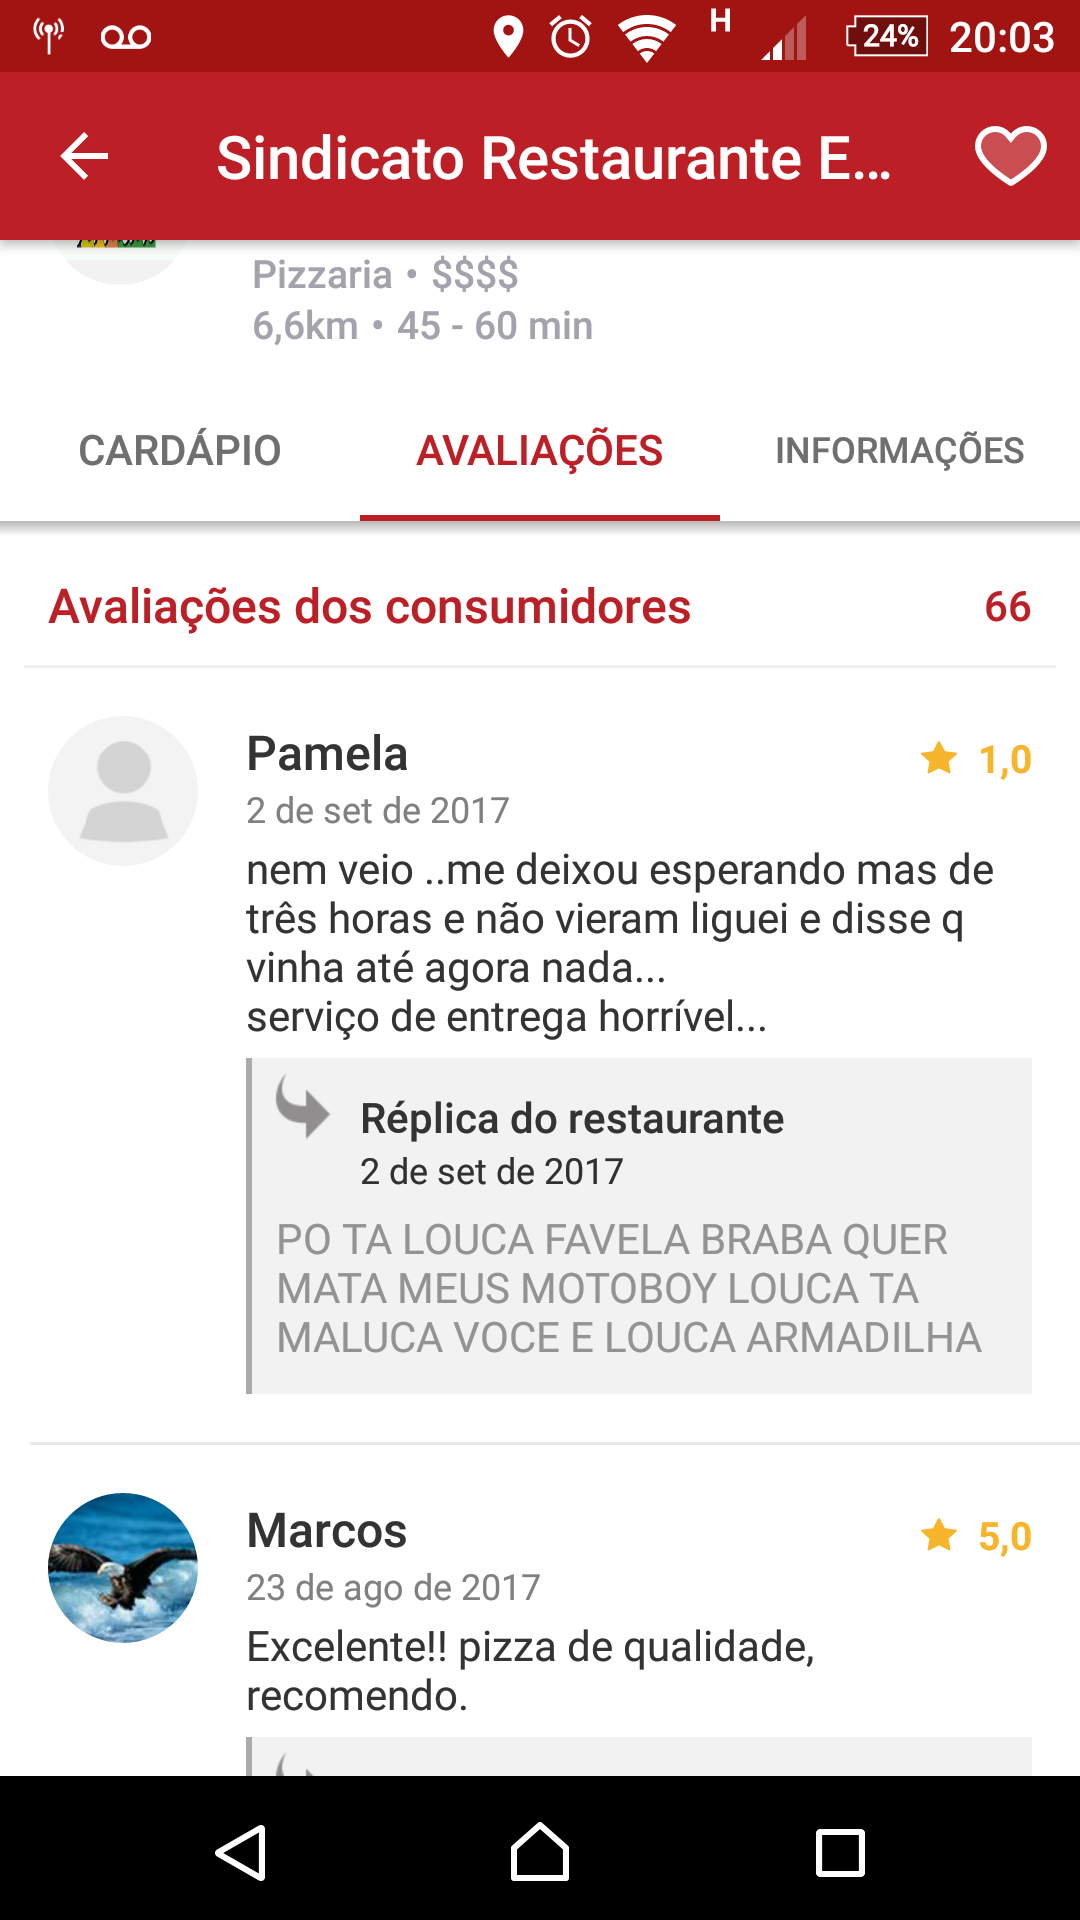 H
24%
20:03
Sindicato Restaurante E...
Pizzaria • $$$$
6,6km • 45 - 60 min
CARDÁPIO
AVALIAÇÕES
INFORMAÇÕES
Avaliações dos consumidores
66
Pamela
1,0
2 de set de 2017
nem veio ..me deixou esperando mas de
três horas e não vieram liguei e disse q
vinha até agora nada...
serviço de entrega horrível...
Réplica do restaurante
2 de set de 2017
PO TA LOUCA FAVELA BRABA QUER
MATA MEUS MOTOBOY LOUCA TA
MALUCA VOCE E LOUCA ARMADILHA
Marcos
5,0
23 de ago de 2017
Excelente!! pizza de qualidade,
recomendo.